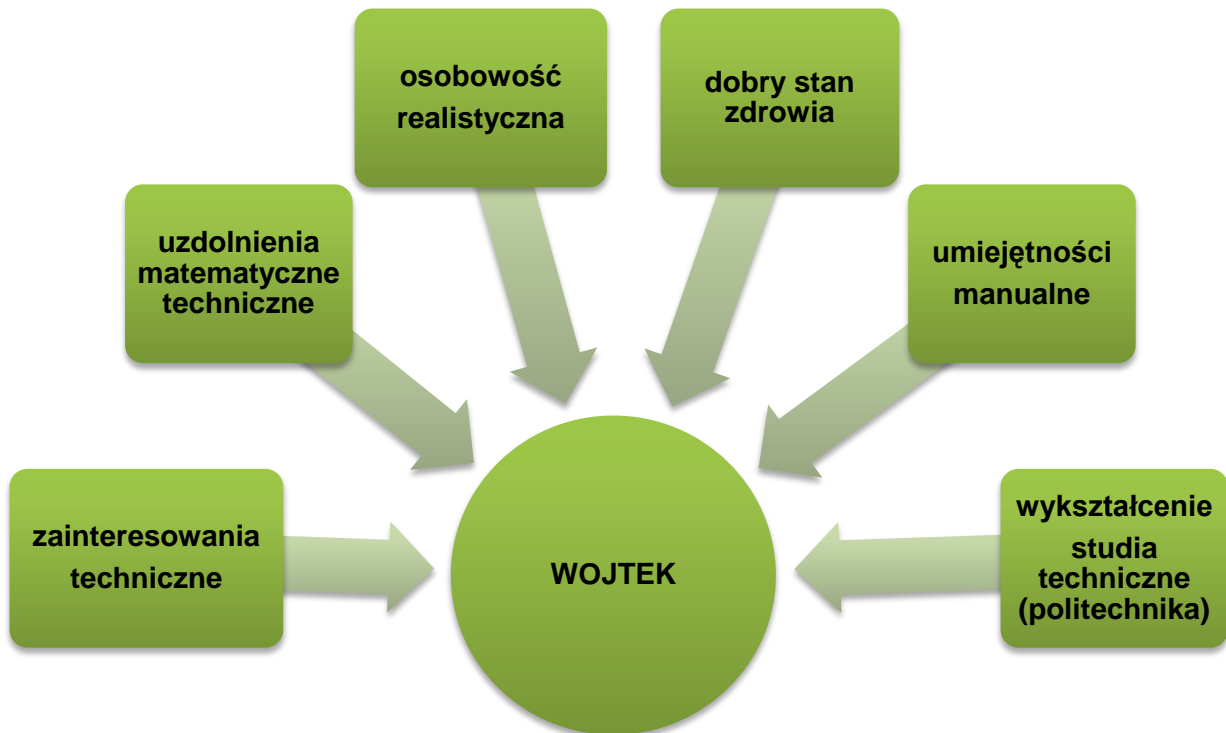 osobowość
realistyczna
dobry stan
zdrowia
uzdolnienia
matematyczne
techniczne
umiejętności
manualne
zainteresowania
techniczne
WOJTEK
wykształcenie
studia
techniczne
(politechnika)